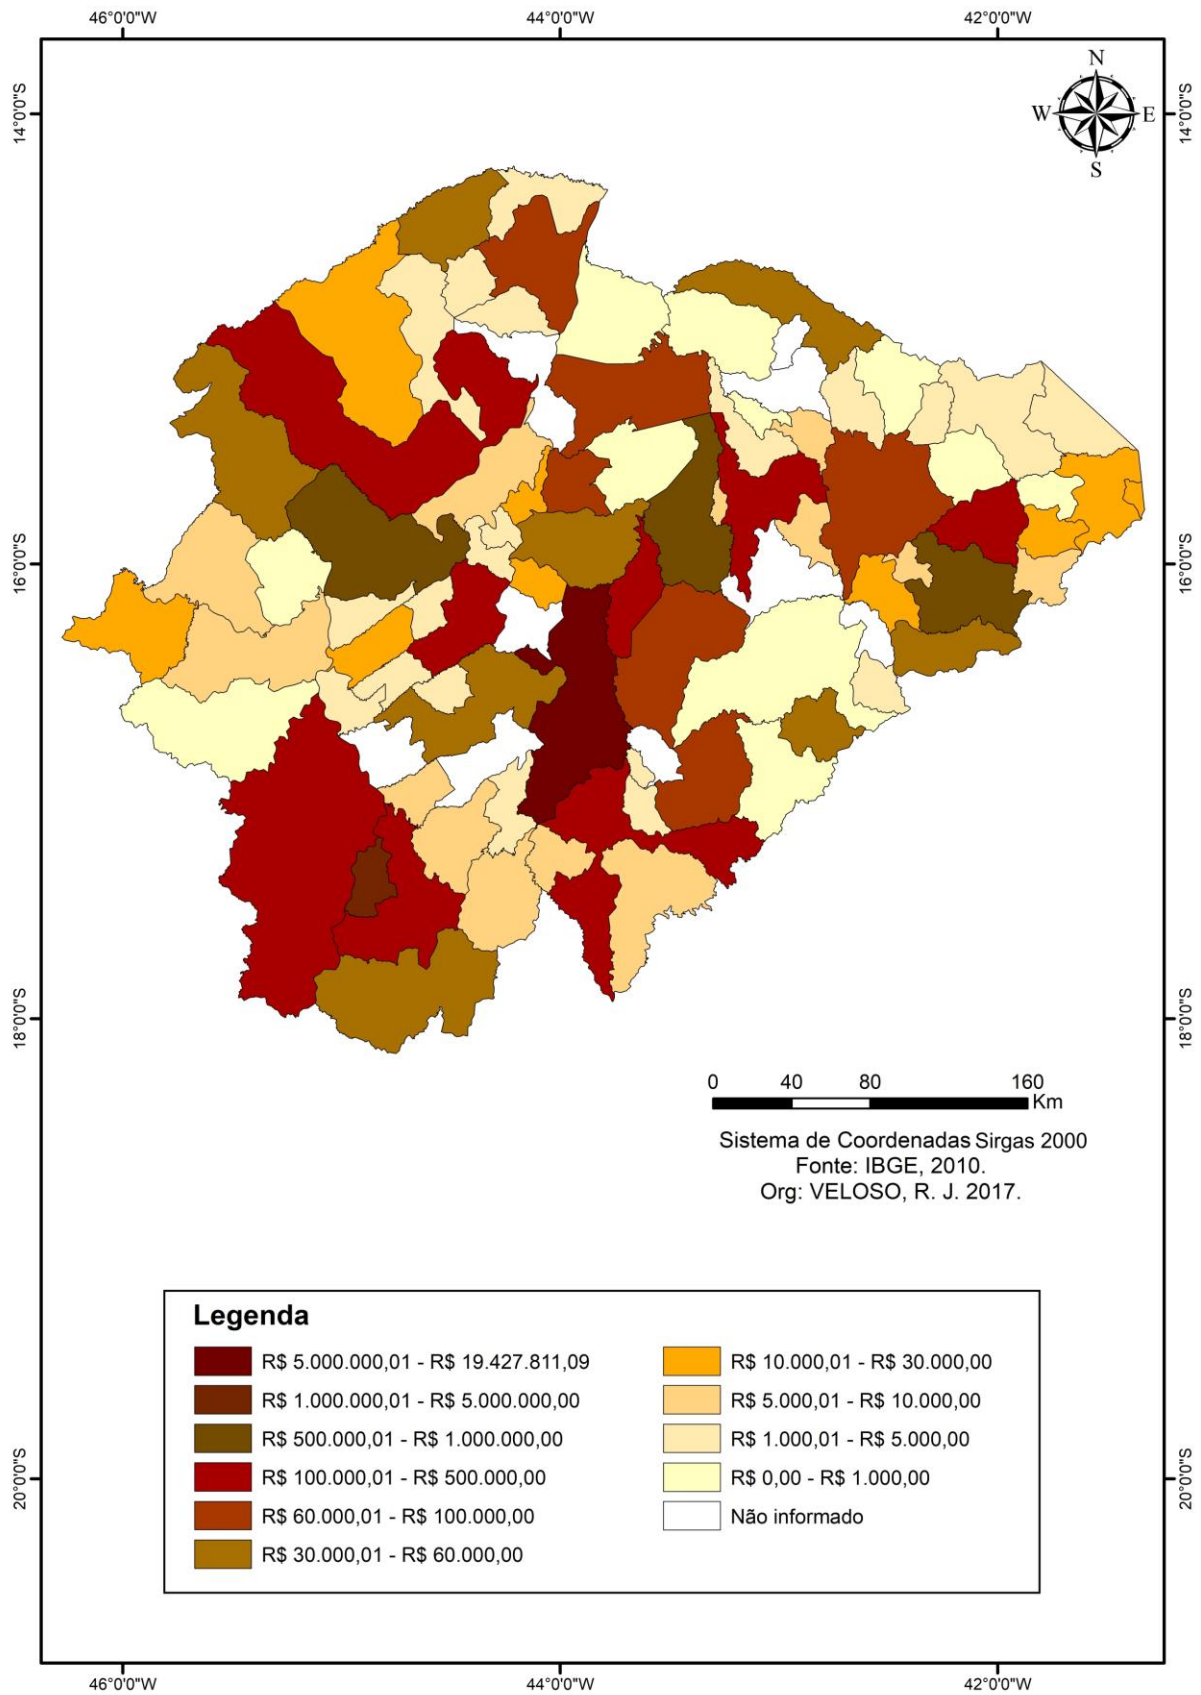 46°0'0"W
44°0'0"W
42°0'0"W
N
W
E
S
14°0'0"S
14°0'0"S
16°0'0"S
16°0'0"S
18°0'0"S
18°0'0"S
0 40 80 160
Km
Sistema de Coordenadas Sirgas 2000
Fonte: IBGE, 2010.
Org: VELOSO, R. J. 2017.
Legenda
R$ 5.000.000,01 - R$ 19.427.811,09
R$ 1.000.000,01 - R$ 5.000.000,00
R$ 500.000,01 - R$ 1.000.000,00
R$ 100.000,01 - R$ 500.000,00
R$ 60.000,01 - R$ 100.000,00
R$ 30.000,01 - R$ 60.000,00
R$ 10.000,01 - R$ 30.000,00
R$ 5.000,01 - R$ 10.000,00
R$ 1.000,01 - R$ 5.000,00
R$ 0,00 - R$ 1.000,00
Não informado
20°0'0"S
20°0'0"S
46°0'0"W
44°0'0"W
42°0'0"W